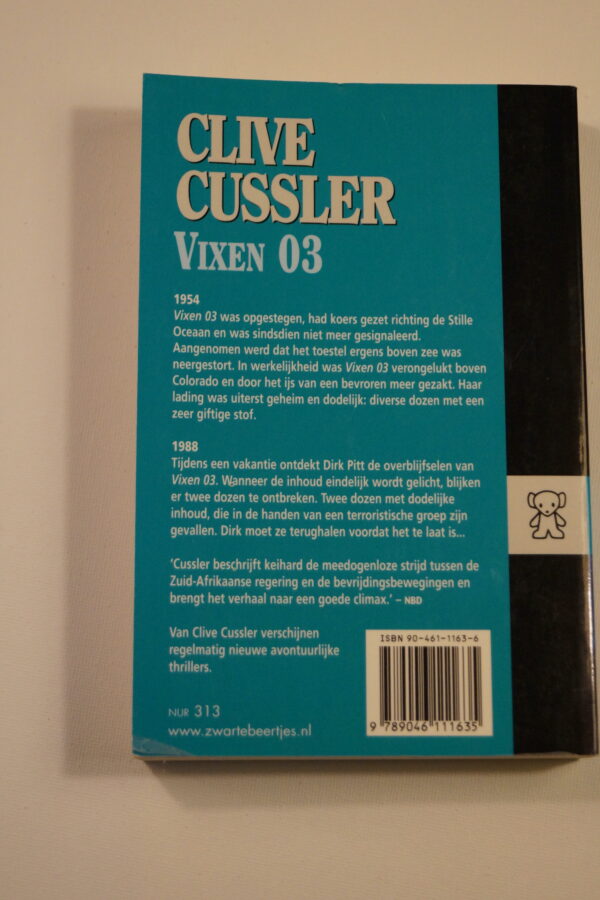 CLIVE
CUSSLER
VIXEN 03
1954
Vixen 03 was opgestegen, had koers gezet richting de Stille
Oceaan en was sindsdien niet meer gesignaleerd.
Aangenomen werd dat het toestel ergens boven zee was
neergestort. In werkelijkheid was Vixen 03 verongelukt boven
Colorado en door het ijs van een bevroren meer gezakt. Haar
lading was uiterst geheim en dodelijk: diverse dozen met een
zeer giftige stof.
1988
Tijdens een vakantie ontdekt Dirk Pitt de overblijfselen van
Vixen 03. Wanneer de inhoud eindelijk wordt gelicht, blijken
er twee dozen te ontbreken. Twee dozen met dodelijke
inhoud, die in de handen van een terroristische groep zijn
gevallen. Dirk moet ze terughalen voordat het te laat is...
'Cussler beschrijft keihard de meedogenloze strijd tussen de
Zuid-Afrikaanse regering en de bevrijdingsbewegingen en
brengt het verhaal naar een goede climax.' – NBD
Van Clive Cussler verschijnen
regelmatig nieuwe avontuurlijke
thrillers.
ISBN 90-461-1163-6
9 789046 111635
NUR 313
www.zwartebeertjes.nl